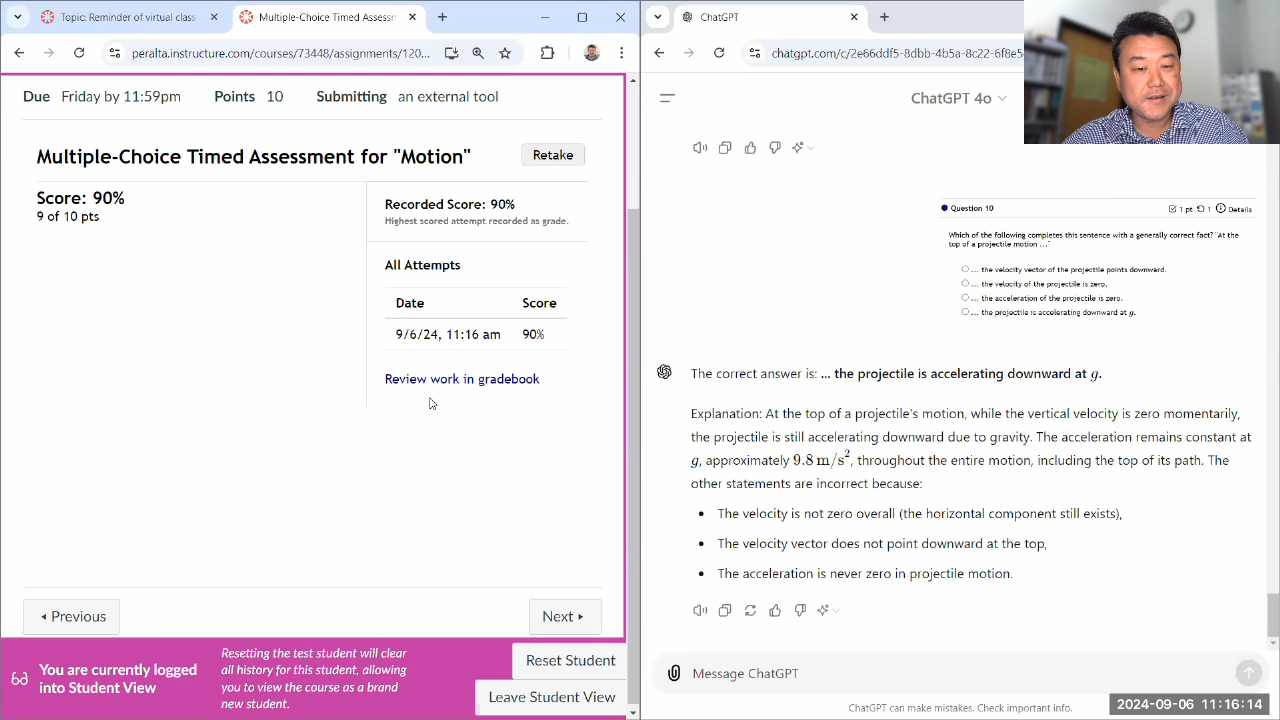 Topic: Reminder of virtual class
Multiple-Choice Timed Assessm
peralta.instructure.com/courses/73448/assignments/120...
Due Friday by 11:59pm Points 10 Submitting an external tool
Multiple-Choice Timed Assessment for "Motion"
Retake
Score: 90%
9 of 10 pts
Recorded Score: 90%
Highest scored attempt recorded as grade.
All Attempts
Date Score
9/6/24, 11:16 am 90%
Review work in gradebook
Previous
Next
You are currently logged
into Student View
Resetting the test student will clear
all history for this student, allowing
you to view the course as a brand
new student.
Reset Student
Leave Student View
ChatGPT
chatgpt.com/c/2e66ddf5-8dbb-4b5a-8c22-6f8e5
ChatGPT 4o
Question 10
1 pt 1 Details
Which of the following completes this sentence with a generally correct fact? "At the
top of a projectile motion ..."
... the velocity vector of the projectile points downward.
... the velocity of the projectile is zero.
... the acceleration of the projectile is zero.
... the projectile is accelerating downward at g.
The correct answer is: ... the projectile is accelerating downward at g.
Explanation: At the top of a projectile's motion, while the vertical velocity is zero momentarily,
the projectile is still accelerating downward due to gravity. The acceleration remains constant at
g, approximately 9.8 m/s², throughout the entire motion, including the top of its path. The
other statements are incorrect because:
• The velocity is not zero overall (the horizontal component still exists),
• The velocity vector does not point downward at the top,
• The acceleration is never zero in projectile motion.
Message ChatGPT
ChatGPT can make mistakes. Check important info.
2024-09-06 11:16:14